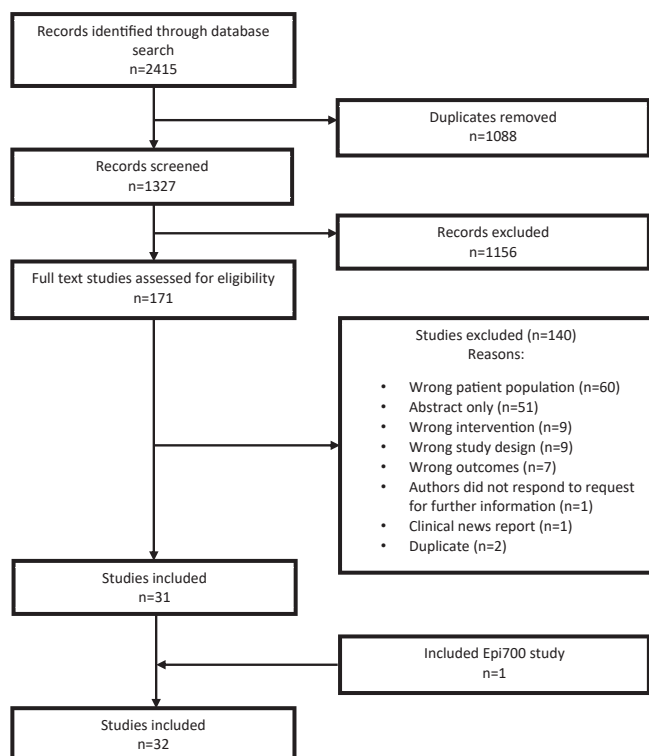 Records identified through database
search
n=2415
Duplicates removed
n=1088
Records screened
n=1327
Records excluded
n=1156
Full text studies assessed for eligibility
n=171
Studies excluded (n=140)
Reasons:
• Wrong patient population (n=60)
• Abstract only (n=51)
• Wrong intervention (n=9)
• Wrong study design (n=9)
• Wrong outcomes (n=7)
• Authors did not respond to request
for further information (n=1)
• Clinical news report (n=1)
• Duplicate (n=2)
Studies included
n=31
Included Epi700 study
n=1
Studies included
n=32